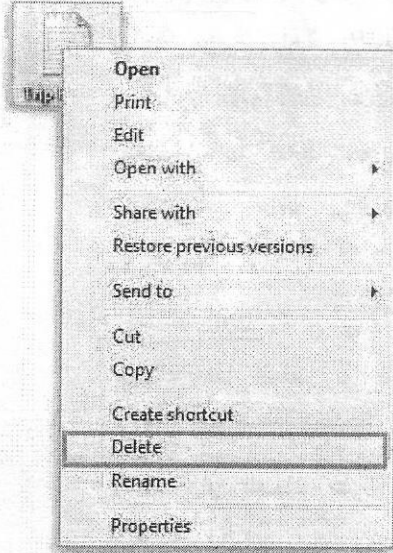 Open
Print
Edit
Open with
Share with
Restore previous versions
Send to
Cut
Copy
Create shortcut
Delete
Rename
Properties